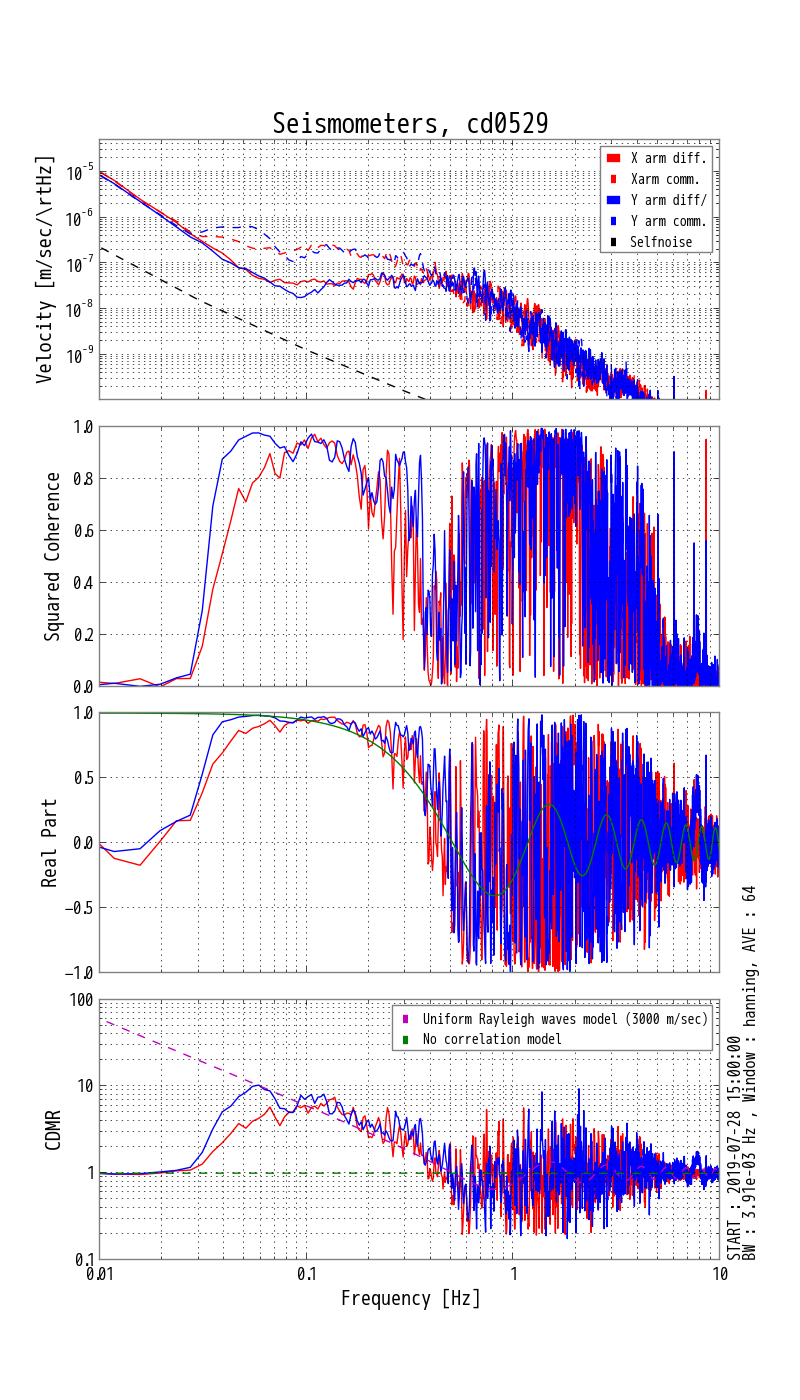 Seismometers, cd0529
Velocity [m/sec/\rtHz]
10^-5
10^-6
10^-7
10^-8
10^-9
X arm diff.
Xarm comm.
Y arm diff/
Y arm comm.
Selfnoise
Squared Coherence
1.0
0.8
0.6
0.4
0.2
0.0
Real Part
1.0
0.5
0.0
−0.5
−1.0
CDMR
100
10
1
0.1
Uniform Rayleigh waves model (3000 m/sec)
No correlation model
0.01
0.1
1
10
Frequency [Hz]
START : 2019-07-28 15:00:00
BW : 3.91e-03 Hz , Window : hanning, AVE : 64